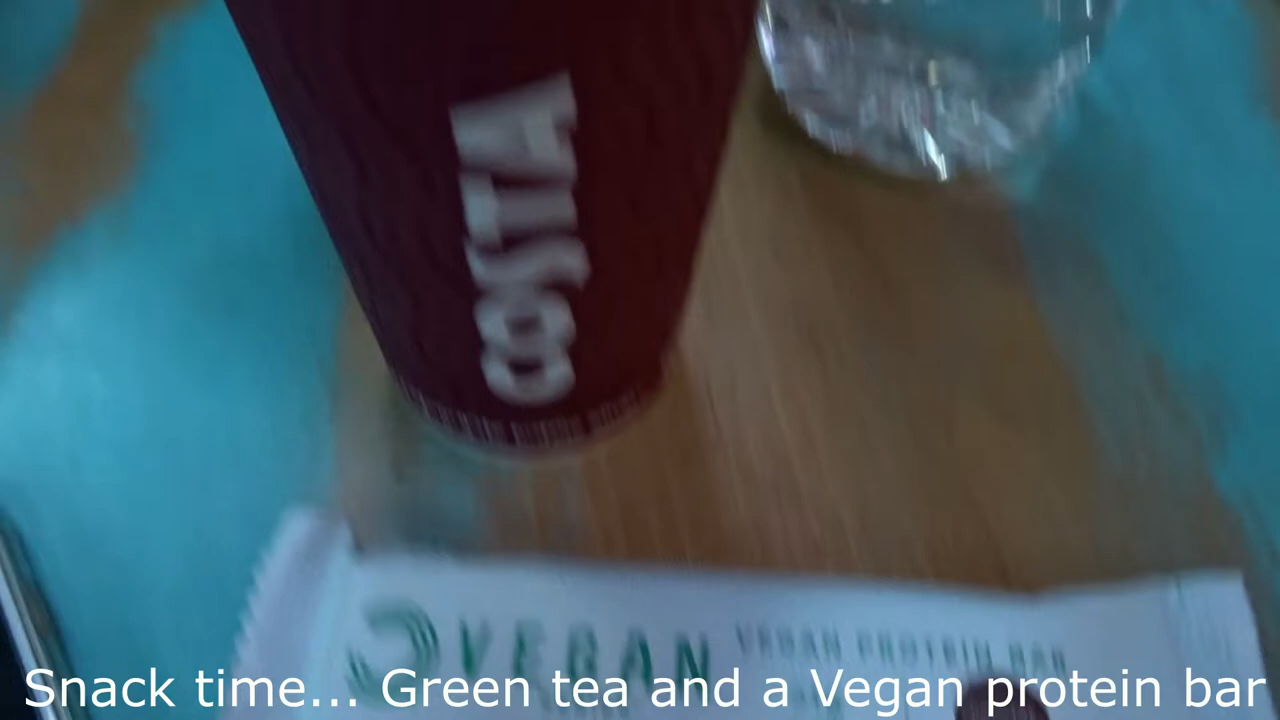 COSTA
VEGAN
VEGAN PROTEIN BAR
Snack time... Green tea and a Vegan protein bar